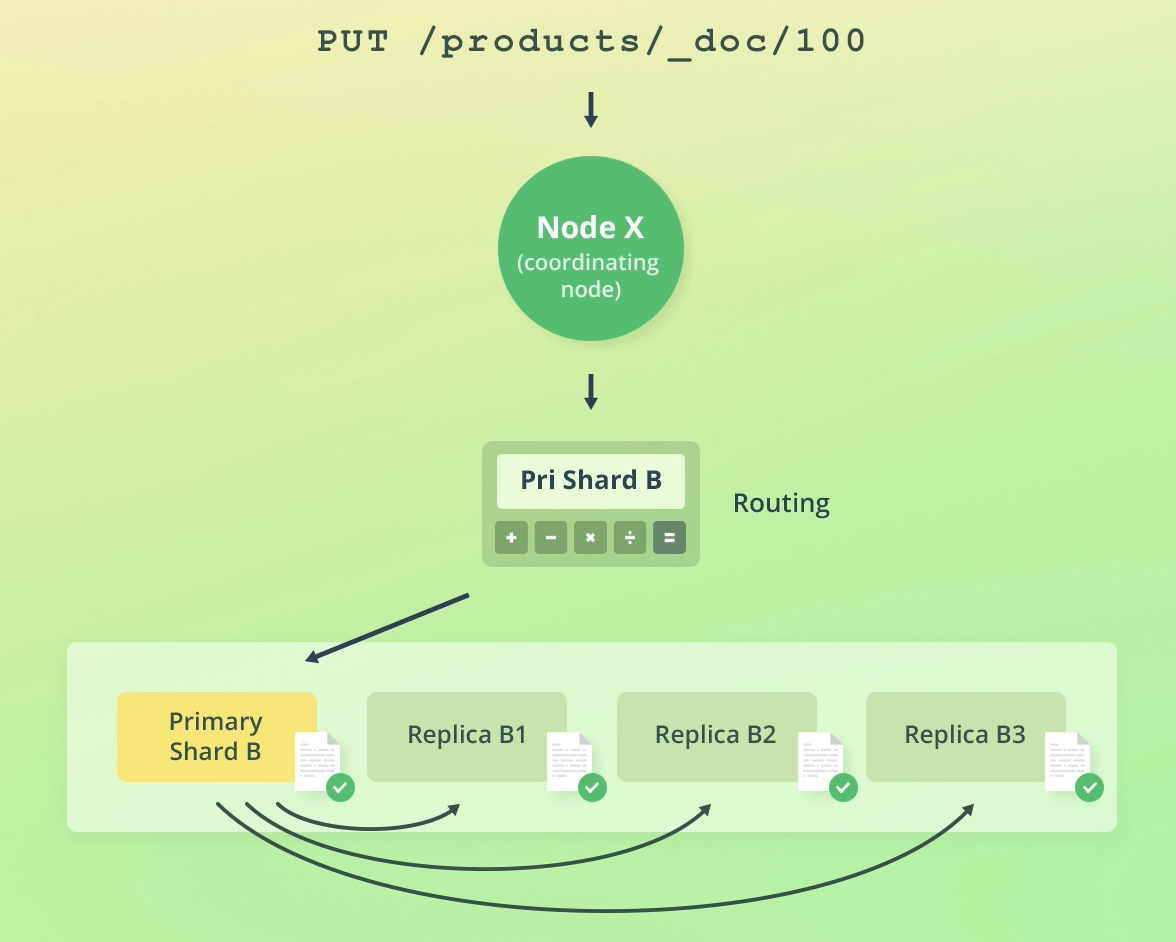 PUT /products/_doc/100
Node X
(coordinating
node)
Pri Shard B
Routing
+ − × ÷ =
Primary
Shard B
Replica B1
Replica B2
Replica B3